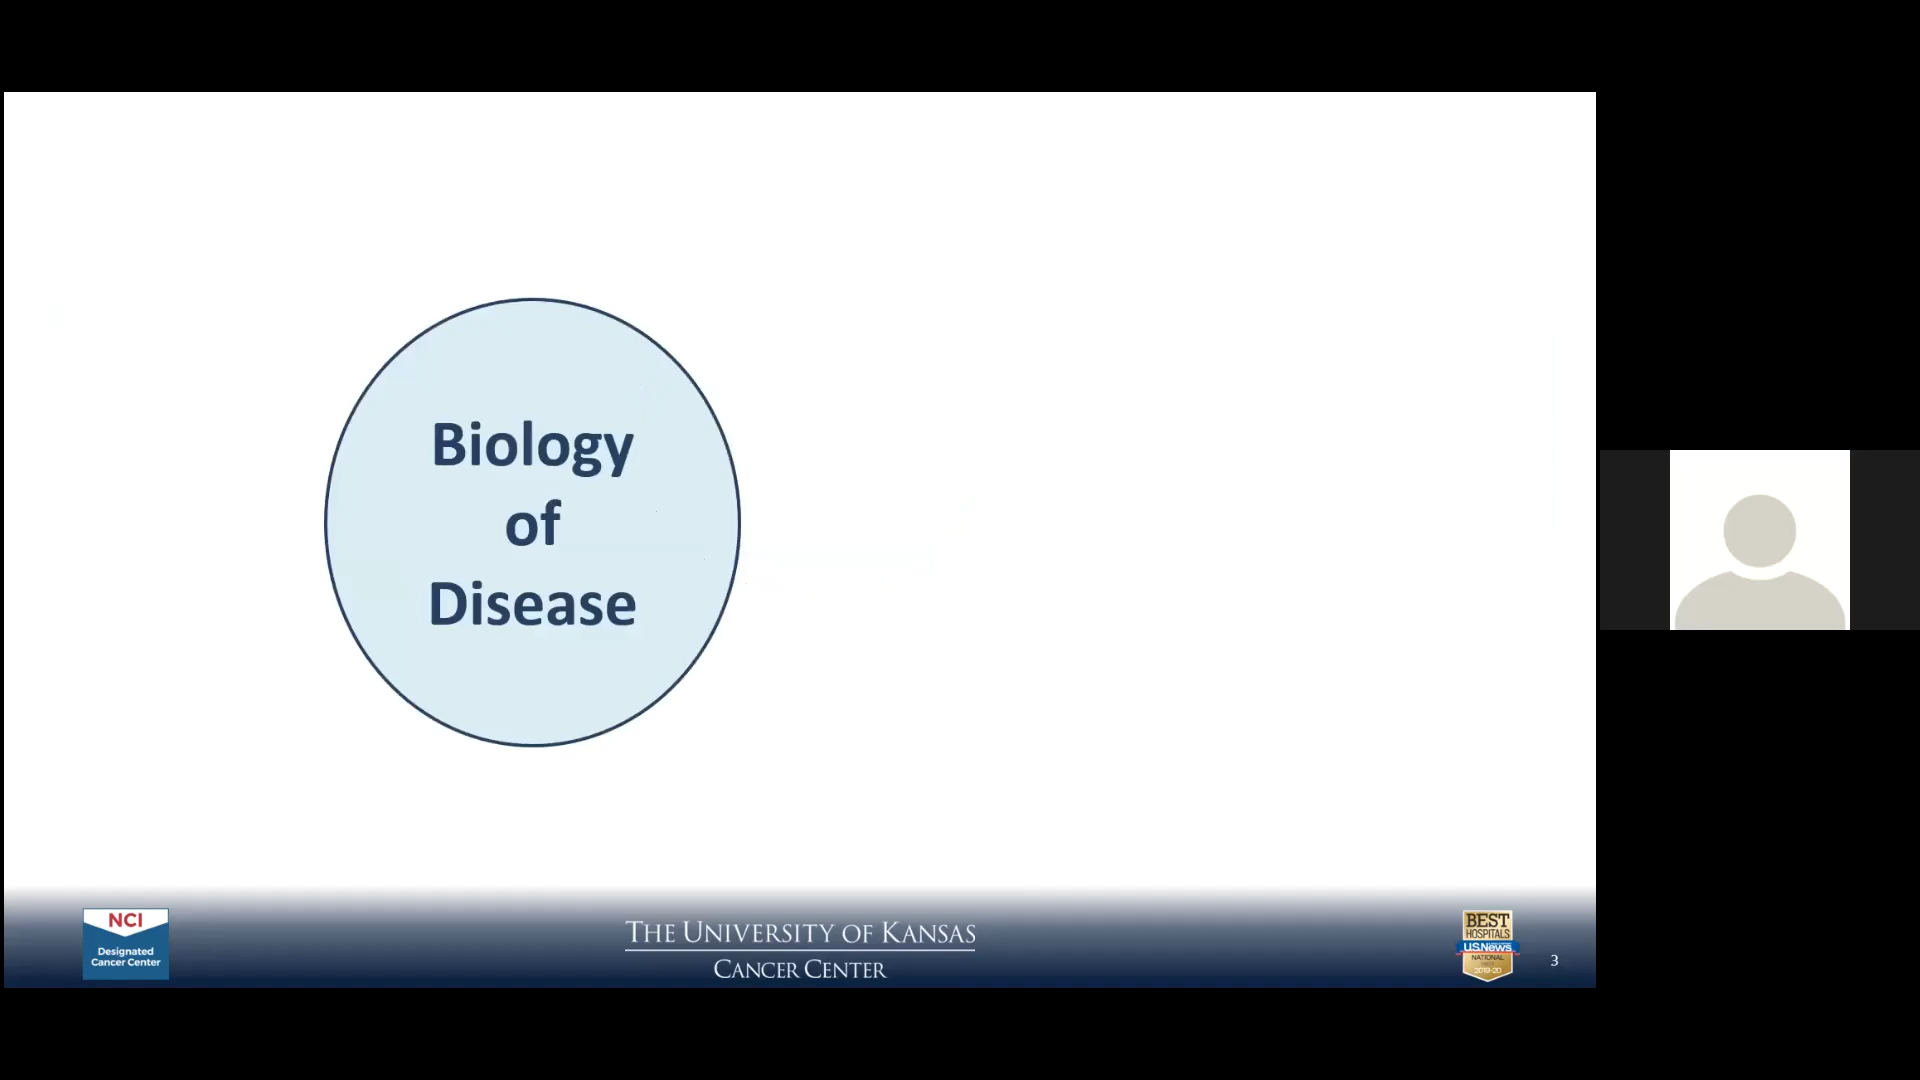 Biology
of
Disease
NCI
Designated
Cancer Center
THE UNIVERSITY OF KANSAS
CANCER CENTER
BEST
HOSPITALS
U.S.News
NATIONAL
2019-20
3